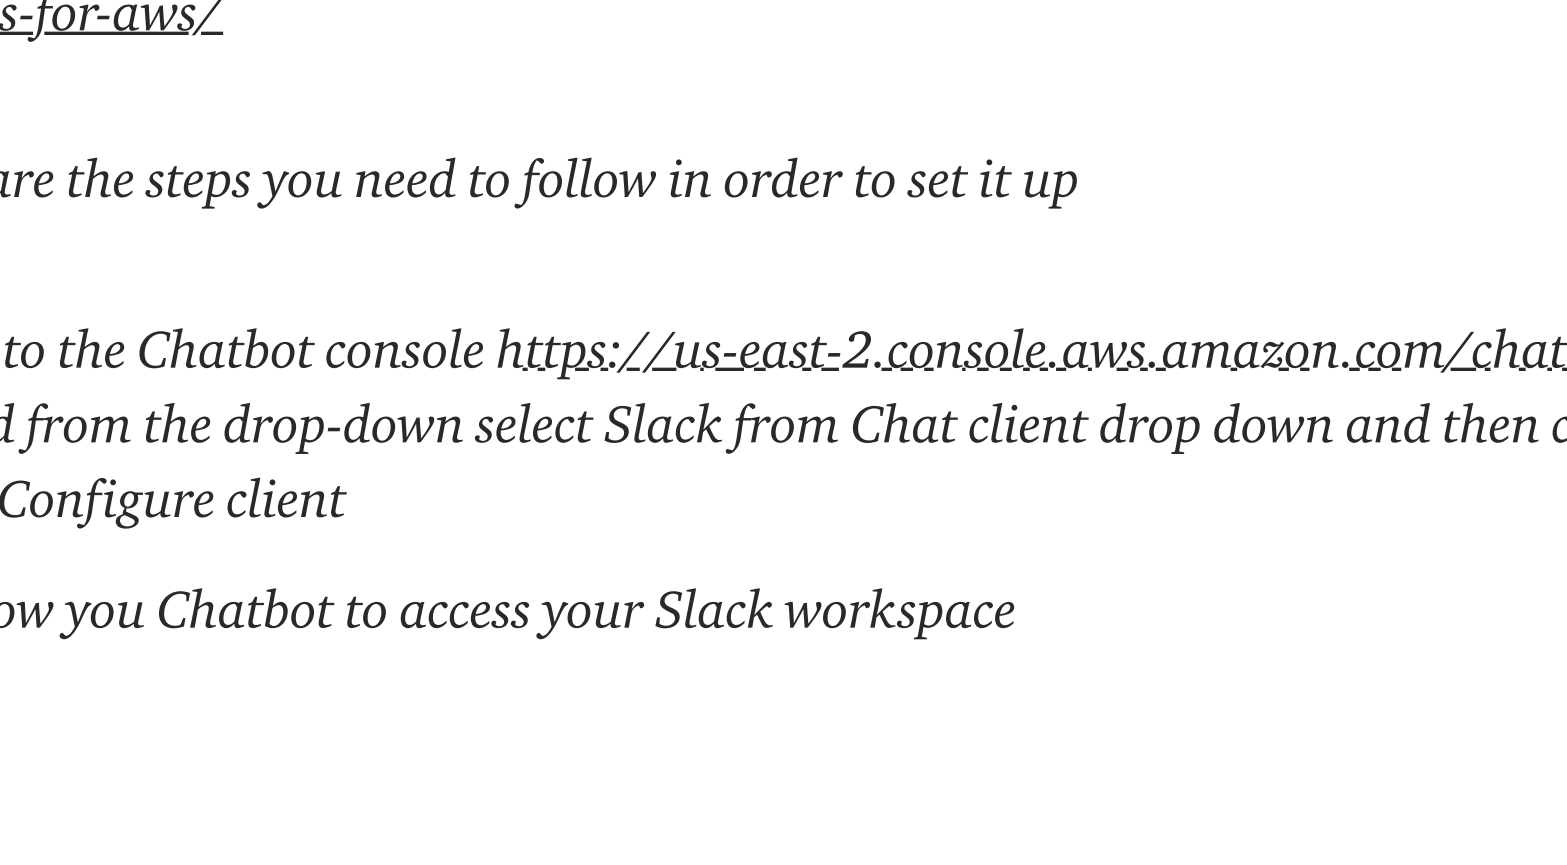 s-for-aws/
are the steps you need to follow in order to set it up
to the Chatbot console https://us-east-2.console.aws.amazon.com/chat
from the drop-down select Slack from Chat client drop down and then
Configure client
you Chatbot to access your Slack workspace